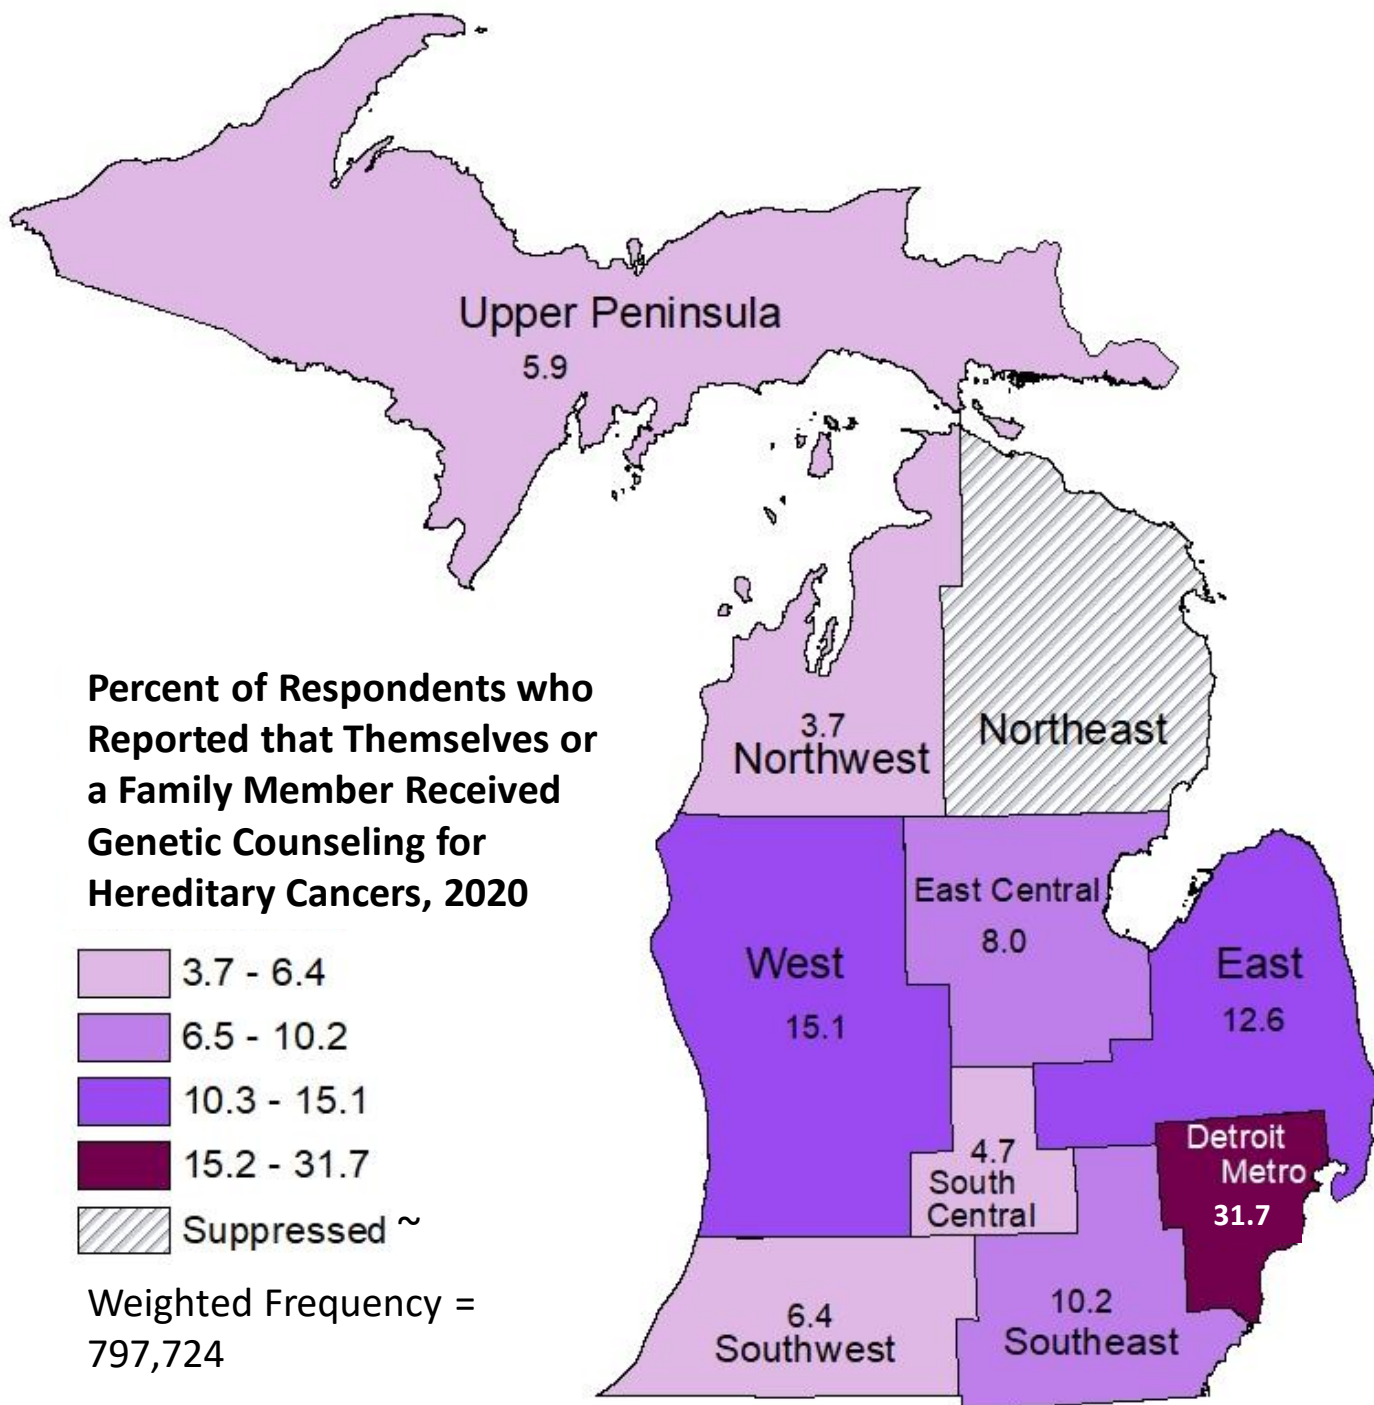 Upper Peninsula
5.9
Percent of Respondents who
Reported that Themselves or
a Family Member Received
Genetic Counseling for
Hereditary Cancers, 2020
3.7 - 6.4
6.5 - 10.2
10.3 - 15.1
15.2 - 31.7
Suppressed ~
Weighted Frequency =
797,724
3.7
Northwest
Northeast
West
15.1
East Central
8.0
East
12.6
4.7
South
Central
Detroit
Metro
31.7
6.4
Southwest
10.2
Southeast